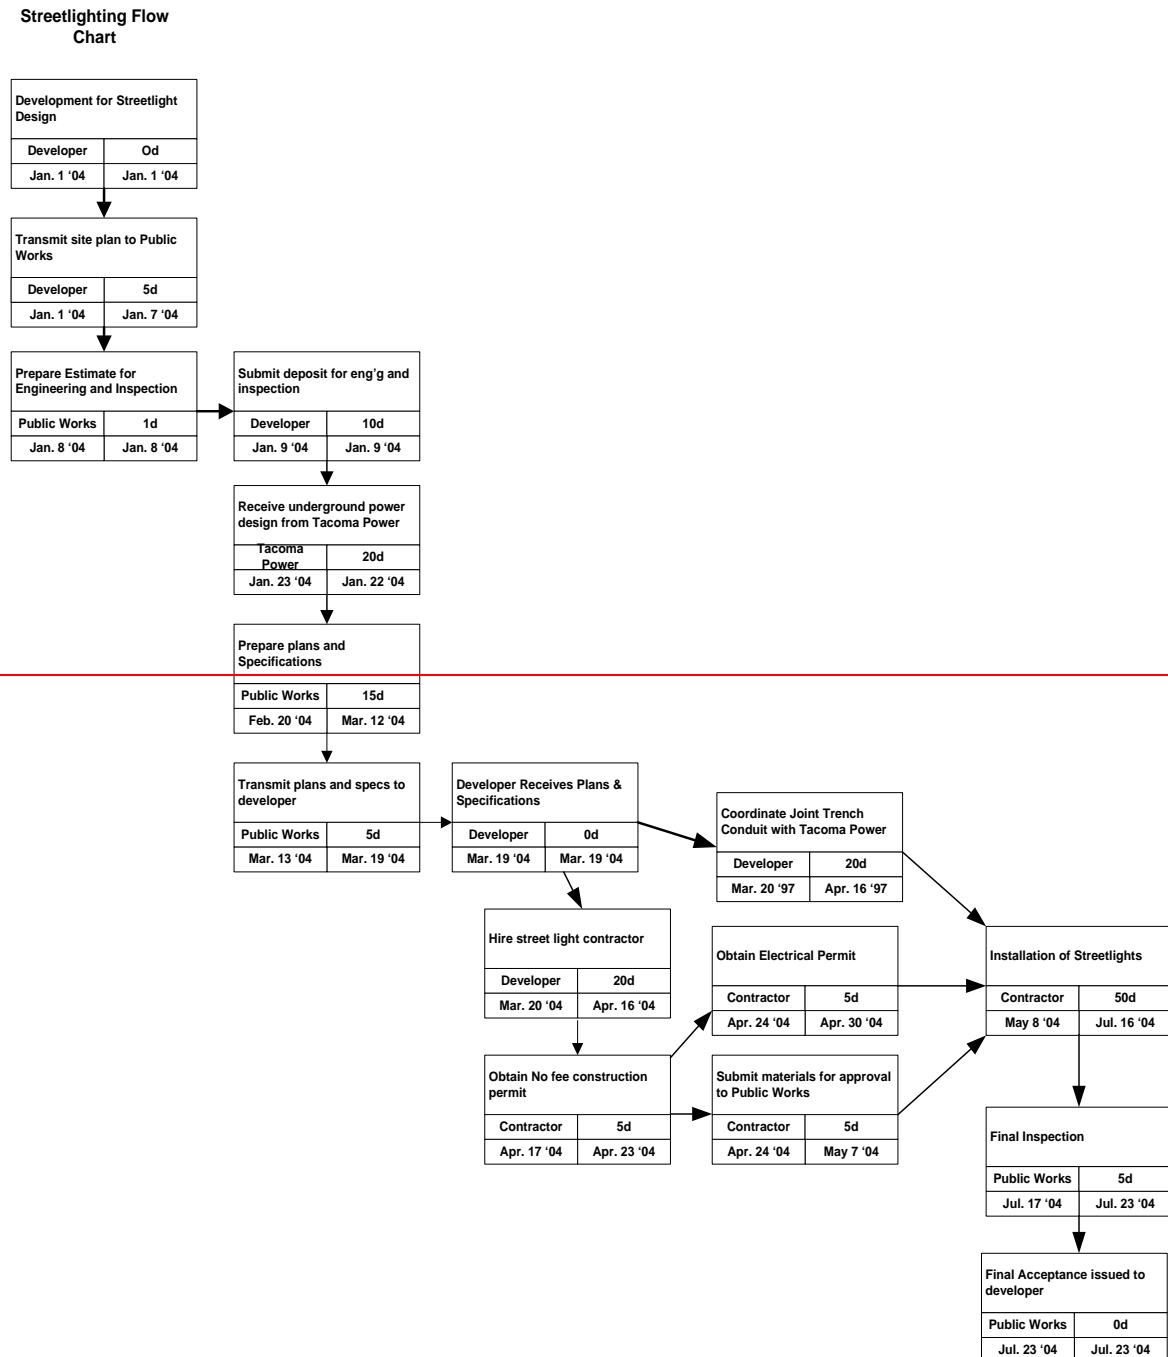 Streetlighting Flow
Chart
Development for Streetlight
Design
Developer Od
Jan. 1 ‘04 Jan. 1 ‘04
Transmit site plan to Public
Works
Developer 5d
Jan. 1 ‘04 Jan. 7 ‘04
Prepare Estimate for
Engineering and Inspection
Public Works 1d
Jan. 8 ‘04 Jan. 8 ‘04
Submit deposit for eng’g and
inspection
Developer 10d
Jan. 9 ‘04 Jan. 9 ‘04
Receive underground power
design from Tacoma Power
Tacoma
Power 20d
Jan. 23 ‘04 Jan. 22 ‘04
Prepare plans and
Specifications
Public Works 15d
Feb. 20 ‘04 Mar. 12 ‘04
Transmit plans and specs to
developer
Public Works 5d
Mar. 13 ‘04 Mar. 19 ‘04
Developer Receives Plans &
Specifications
Developer 0d
Mar. 19 ‘04 Mar. 19 ‘04
Coordinate Joint Trench
Conduit with Tacoma Power
Developer 20d
Mar. 20 ‘97 Apr. 16 ‘97
Hire street light contractor
Developer 20d
Mar. 20 ‘04 Apr. 16 ‘04
Obtain Electrical Permit
Contractor 5d
Apr. 24 ‘04 Apr. 30 ‘04
Installation of Streetlights
Contractor 50d
May 8 ‘04 Jul. 16 ‘04
Obtain No fee construction
permit
Contractor 5d
Apr. 17 ‘04 Apr. 23 ‘04
Submit materials for approval
to Public Works
Contractor 5d
Apr. 24 ‘04 May 7 ‘04
Final Inspection
Public Works 5d
Jul. 17 ‘04 Jul. 23 ‘04
Final Acceptance issued to
developer
Public Works 0d
Jul. 23 ‘04 Jul. 23 ‘04